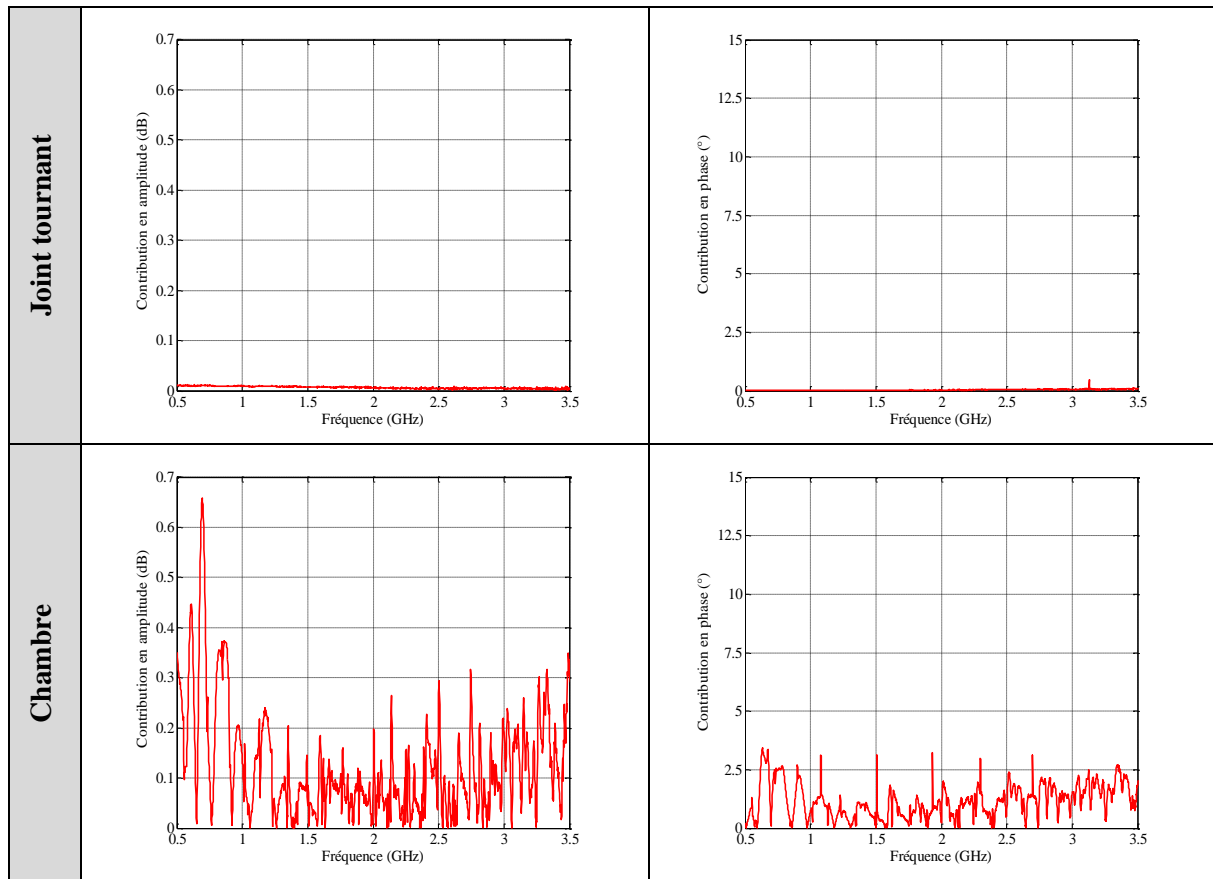 Joint tournant
Contribution en amplitude (dB)
0.7
0.6
0.5
0.4
0.3
0.2
0.1
0
0.5 1 1.5 2 2.5 3 3.5
Fréquence (GHz)
Contribution en phase (°)
15
12.5
10
7.5
5
2.5
0
0.5 1 1.5 2 2.5 3 3.5
Fréquence (GHz)
Chambre
Contribution en amplitude (dB)
0.7
0.6
0.5
0.4
0.3
0.2
0.1
0
0.5 1 1.5 2 2.5 3 3.5
Fréquence (GHz)
Contribution en phase (°)
15
12.5
10
7.5
5
2.5
0
0.5 1 1.5 2 2.5 3 3.5
Fréquence (GHz)